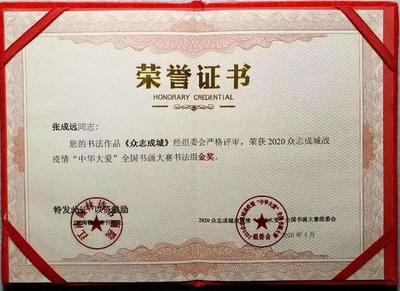 荣誉证书
HONORARY CREDENTIAL
张成远同志：
您的书法作品《众志成城》经组委会严格评审，荣获2020众志成城战
疫情“中华大爱”全国书画大赛书法组金奖。
特发此证 以资鼓励
2020众志成城战 全国书画大赛组委会
2020年4月